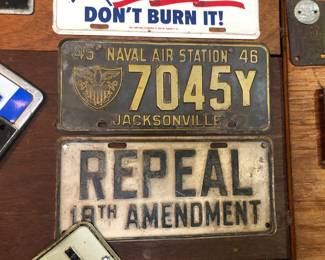 DON'T BURN IT!
45 NAVAL AIR STATION 46
7045Y
JACKSONVILLE
REPEAL
18TH AMENDMENT